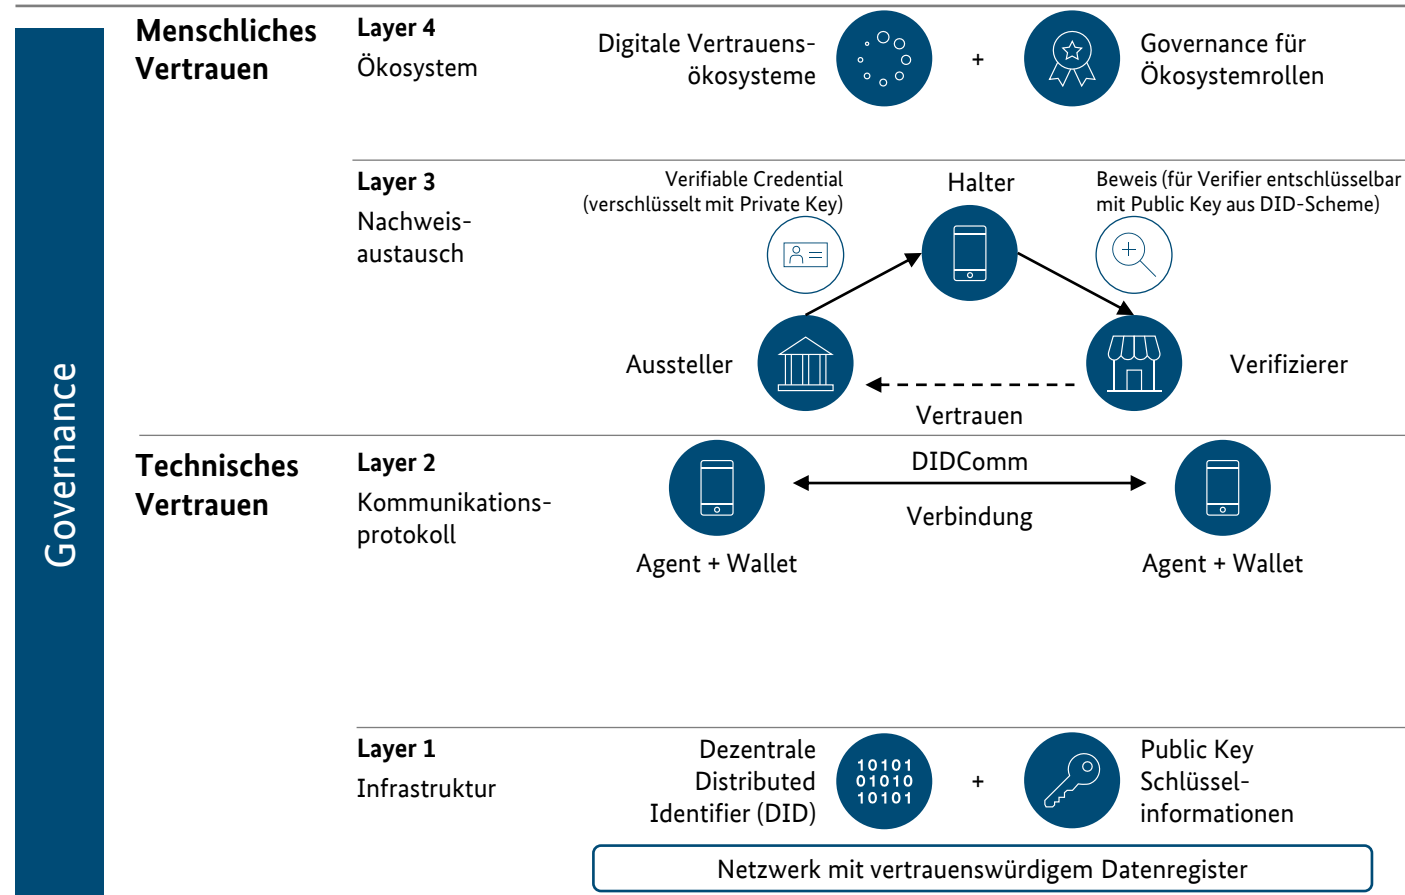 Governance
Menschliches
Vertrauen
Layer 4
Ökosystem
Digitale Vertrauens-
ökosysteme
+
Governance für
Ökosystemrollen
Layer 3
Nachweis-
austausch
Verifiable Credential
(verschlüsselt mit Private Key)
Halter
Beweis (für Verifier entschlüsselbar
mit Public Key aus DID-Scheme)
Aussteller
Verifizierer
Vertrauen
Technisches
Vertrauen
Layer 2
Kommunikations-
protokoll
DIDComm
Verbindung
Agent + Wallet
Agent + Wallet
Layer 1
Infrastruktur
Dezentrale
Distributed
Identifier (DID)
10101
01010
10101
+
Public Key
Schlüssel-
informationen
Netzwerk mit vertrauenswürdigem Datenregister